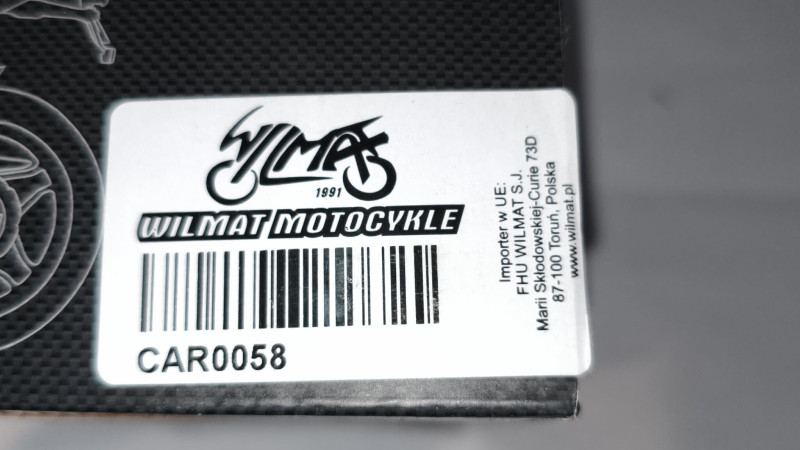 WILMAT
1991
WILMAT MOTOCYKLE
CAR0058
Importer w UE:
FHU WILMAT S.J.
Marii Skłodowskiej-Curie 73D
87-100 Toruń, Polska
www.wilmat.pl